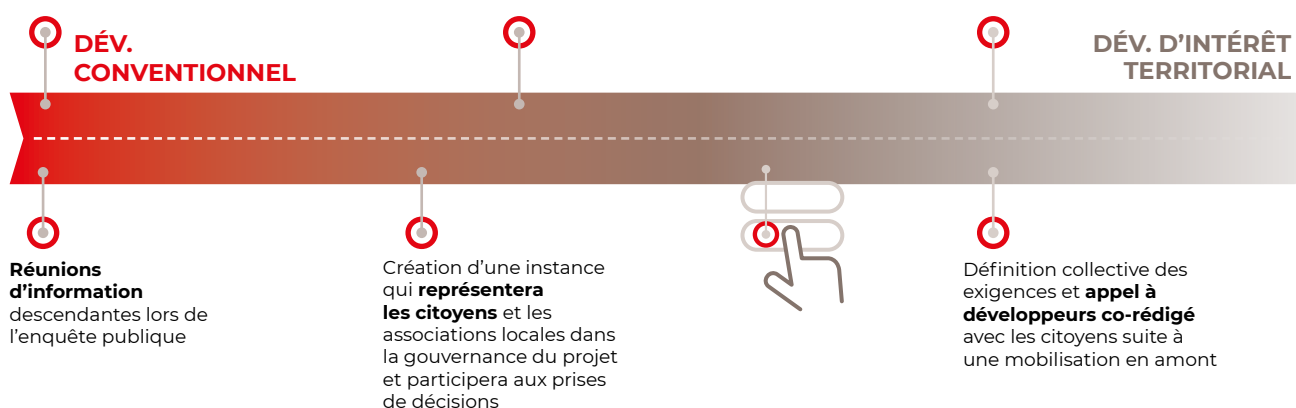 DÉV.
CONVENTIONNEL
DÉV. D'INTÉRÊT
TERRITORIAL
Réunions
d'information
descendantes lors de
l'enquête publique
Création d'une instance
qui représentera
les citoyens et les
associations locales dans
la gouvernance du projet
et participera aux prises
de décisions
Définition collective des
exigences et appel à
développeurs co-rédigé
avec les citoyens suite à
une mobilisation en amont